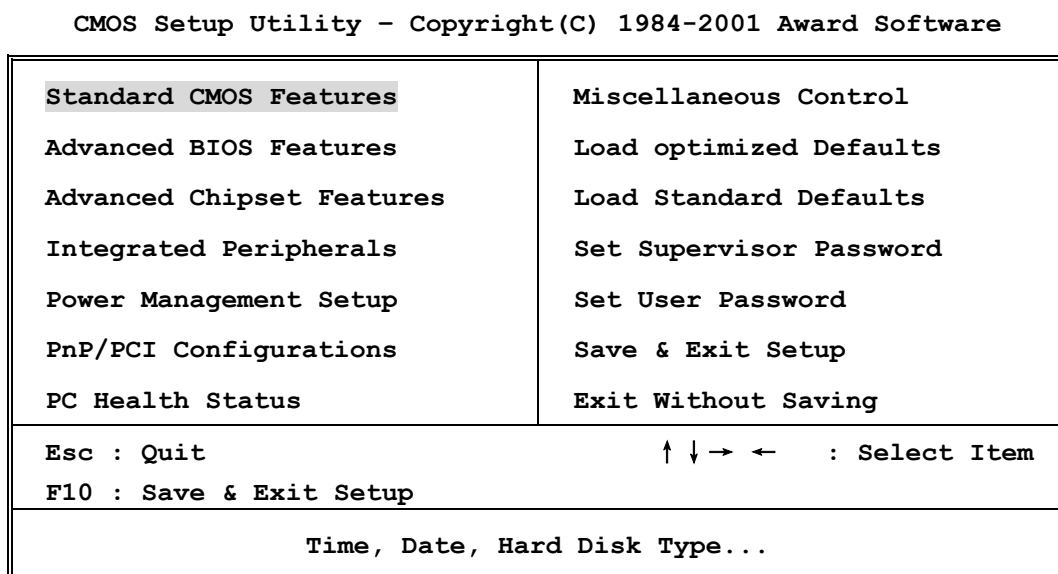 CMOS Setup Utility – Copyright(C) 1984-2001 Award Software
Standard CMOS Features
Advanced BIOS Features
Advanced Chipset Features
Integrated Peripherals
Power Management Setup
PnP/PCI Configurations
PC Health Status
Miscellaneous Control
Load optimized Defaults
Load Standard Defaults
Set Supervisor Password
Set User Password
Save & Exit Setup
Exit Without Saving
Esc : Quit
↑ ↓ → ← : Select Item
F10 : Save & Exit Setup
Time, Date, Hard Disk Type...